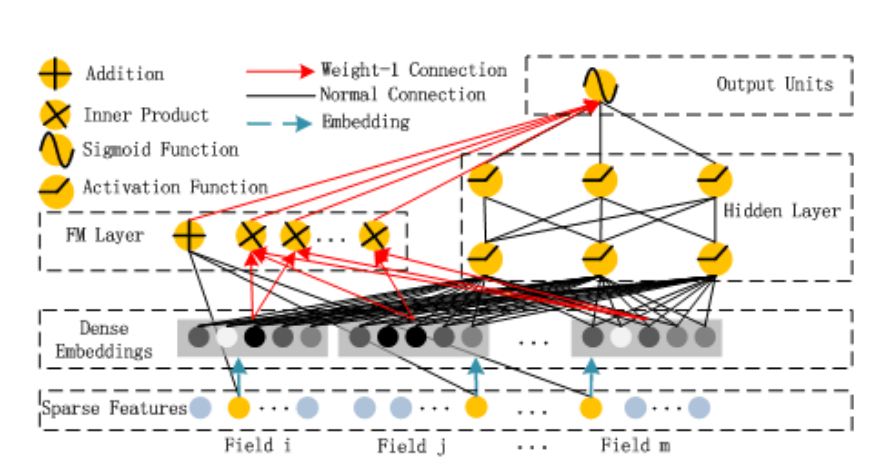 Addition
Weight-1 Connection
Output Units
Normal Connection
Inner Product
Embedding
Sigmoid Function
Activation Function
Hidden Layer
FM Layer
...
Dense
Embeddings
...
Sparse Features
...
...
...
...
Field i
Field j
...
Field m